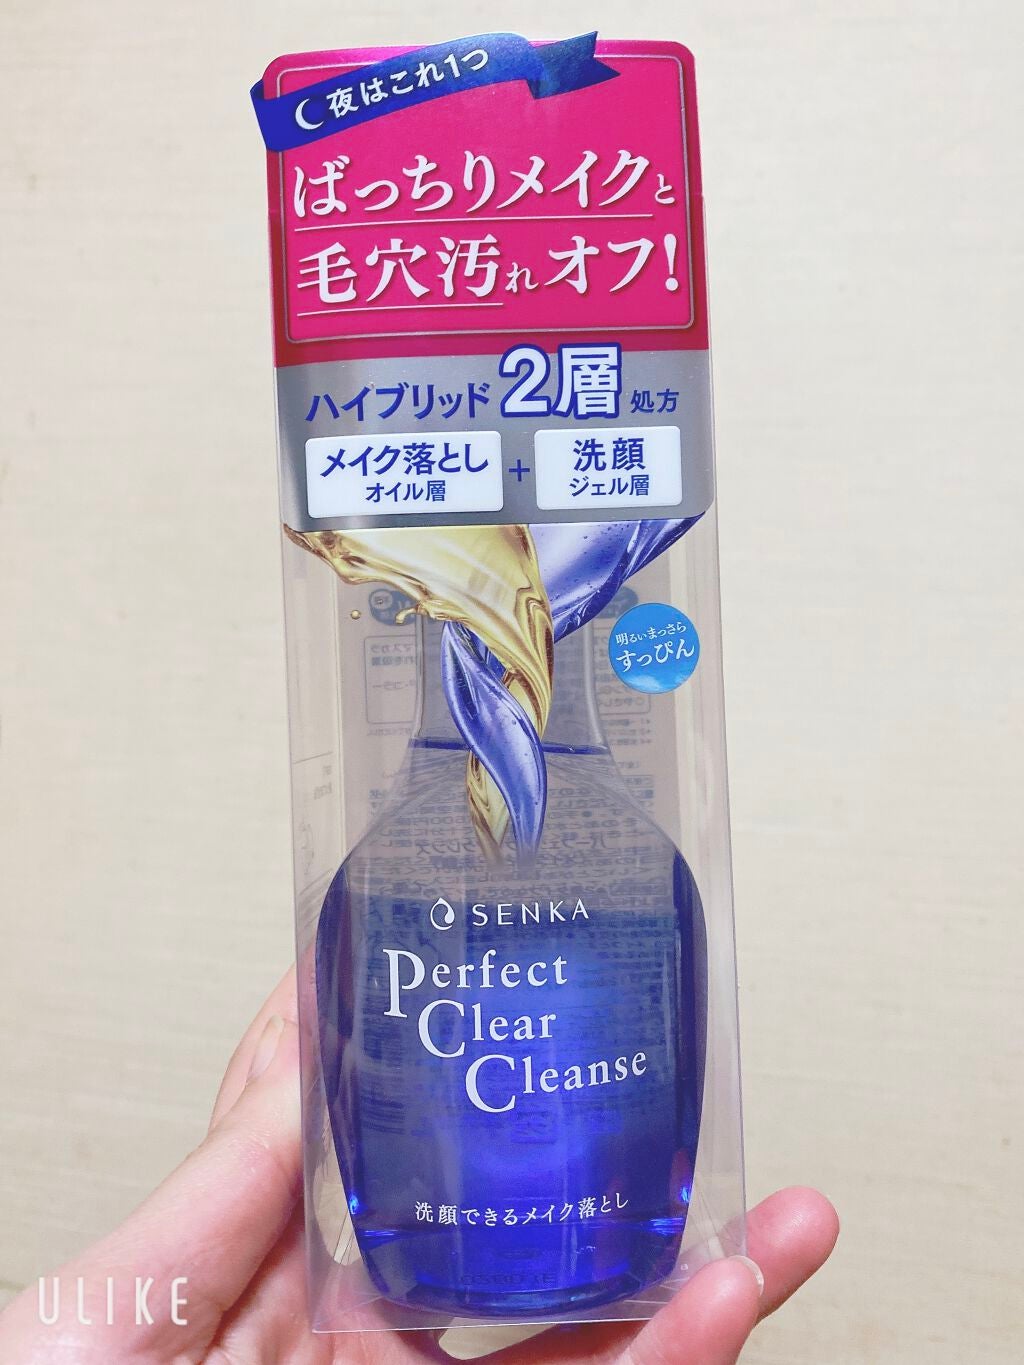 夜はこれ1つ
ばっちりメイクと
毛穴汚れオフ!
ハイブリッド2層処方
メイク落とし
オイル層
+
洗顔
ジェル層
明るいまっさら
すっぴん
SENKA
Perfect
Clear
Cleanse
洗顔できるメイク落とし
ULIKE